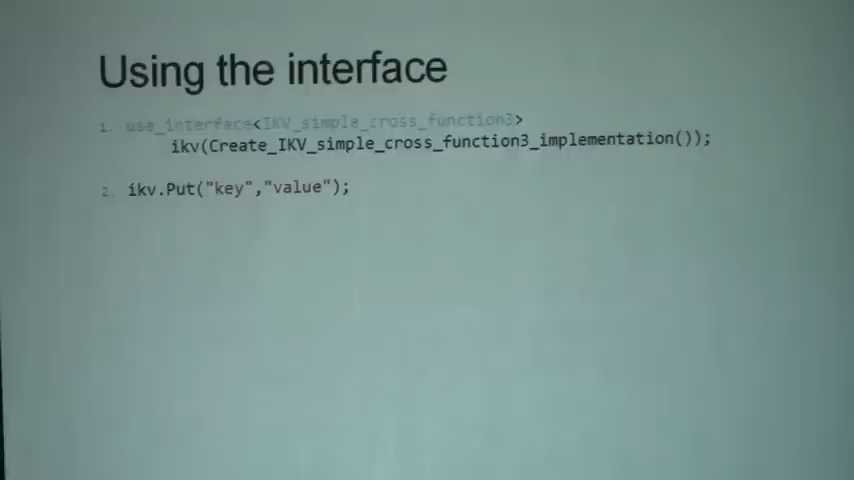 Using the interface
1. use_interface<IKV_simple_cross_function3>
ikv(Create_IKV_simple_cross_function3_implementation());
2. ikv.Put("key","value");